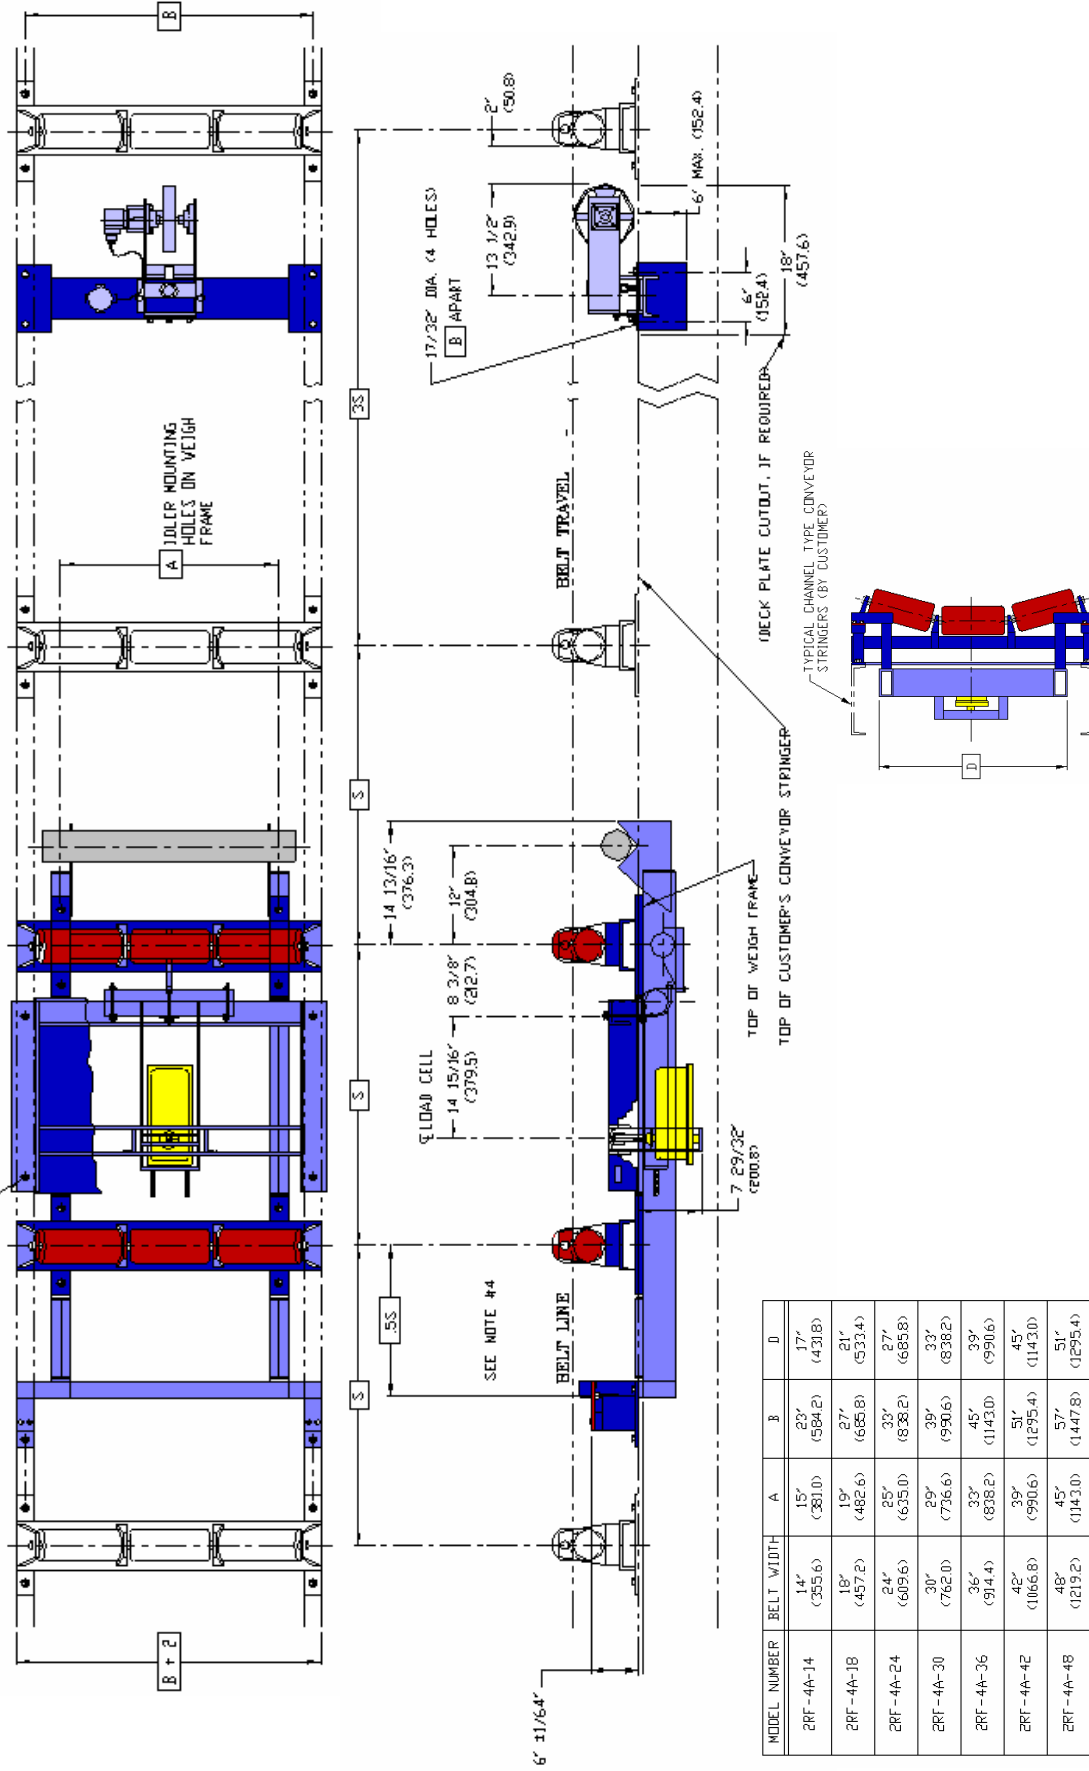 B
B + 2
A
IDLER MOUNTING
HOLES ON WEIGH
FRAME
S
.5S
S
S
3S
SEE NOTE #4
℄ LOAD CELL
14 15/16"
(379.5)
8 3/8"
(212.7)
12"
(304.8)
14 13/16"
(376.3)
17/32" DIA. (4 HOLES)
B APART
13 1/2"
(342.9)
2"
(50.8)
BELT LINE
BELT TRAVEL
6" ±1/64"
7 29/32"
(200.8)
TOP OF WEIGH FRAME
TOP OF CUSTOMER'S CONVEYOR STRINGER
6" MAX. (152.4)
6"
(152.4)
18"
(457.6)
(DECK PLATE CUTOUT, IF REQUIRED)
TYPICAL CHANNEL TYPE CONVEYOR
STRINGERS (BY CUSTOMER)
D
MODEL NUMBER BELT WIDTH A B D
2RF-4A-14 14" (355.6) 15" (381.0) 23" (584.2) 17" (431.8)
2RF-4A-18 18" (457.2) 19" (482.6) 27" (685.8) 21" (533.4)
2RF-4A-24 24" (609.6) 25" (635.0) 33" (838.2) 27" (685.8)
2RF-4A-30 30" (762.0) 29" (736.6) 39" (990.6) 33" (838.2)
2RF-4A-36 36" (914.4) 33" (838.2) 45" (1143.0) 39" (990.6)
2RF-4A-42 42" (1066.8) 39" (990.6) 51" (1295.4) 45" (1143.0)
2RF-4A-48 48" (1219.2) 45" (1143.0) 57" (1447.8) 51" (1295.4)